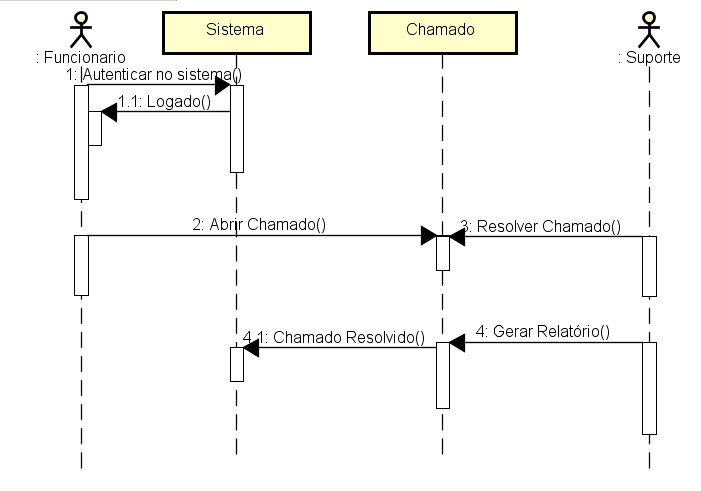 Sistema
Chamado
: Funcionario
: Suporte
1: Autenticar no sistema()
1.1: Logado()
2: Abrir Chamado()
3: Resolver Chamado()
4: Gerar Relatório()
4.1: Chamado Resolvido()